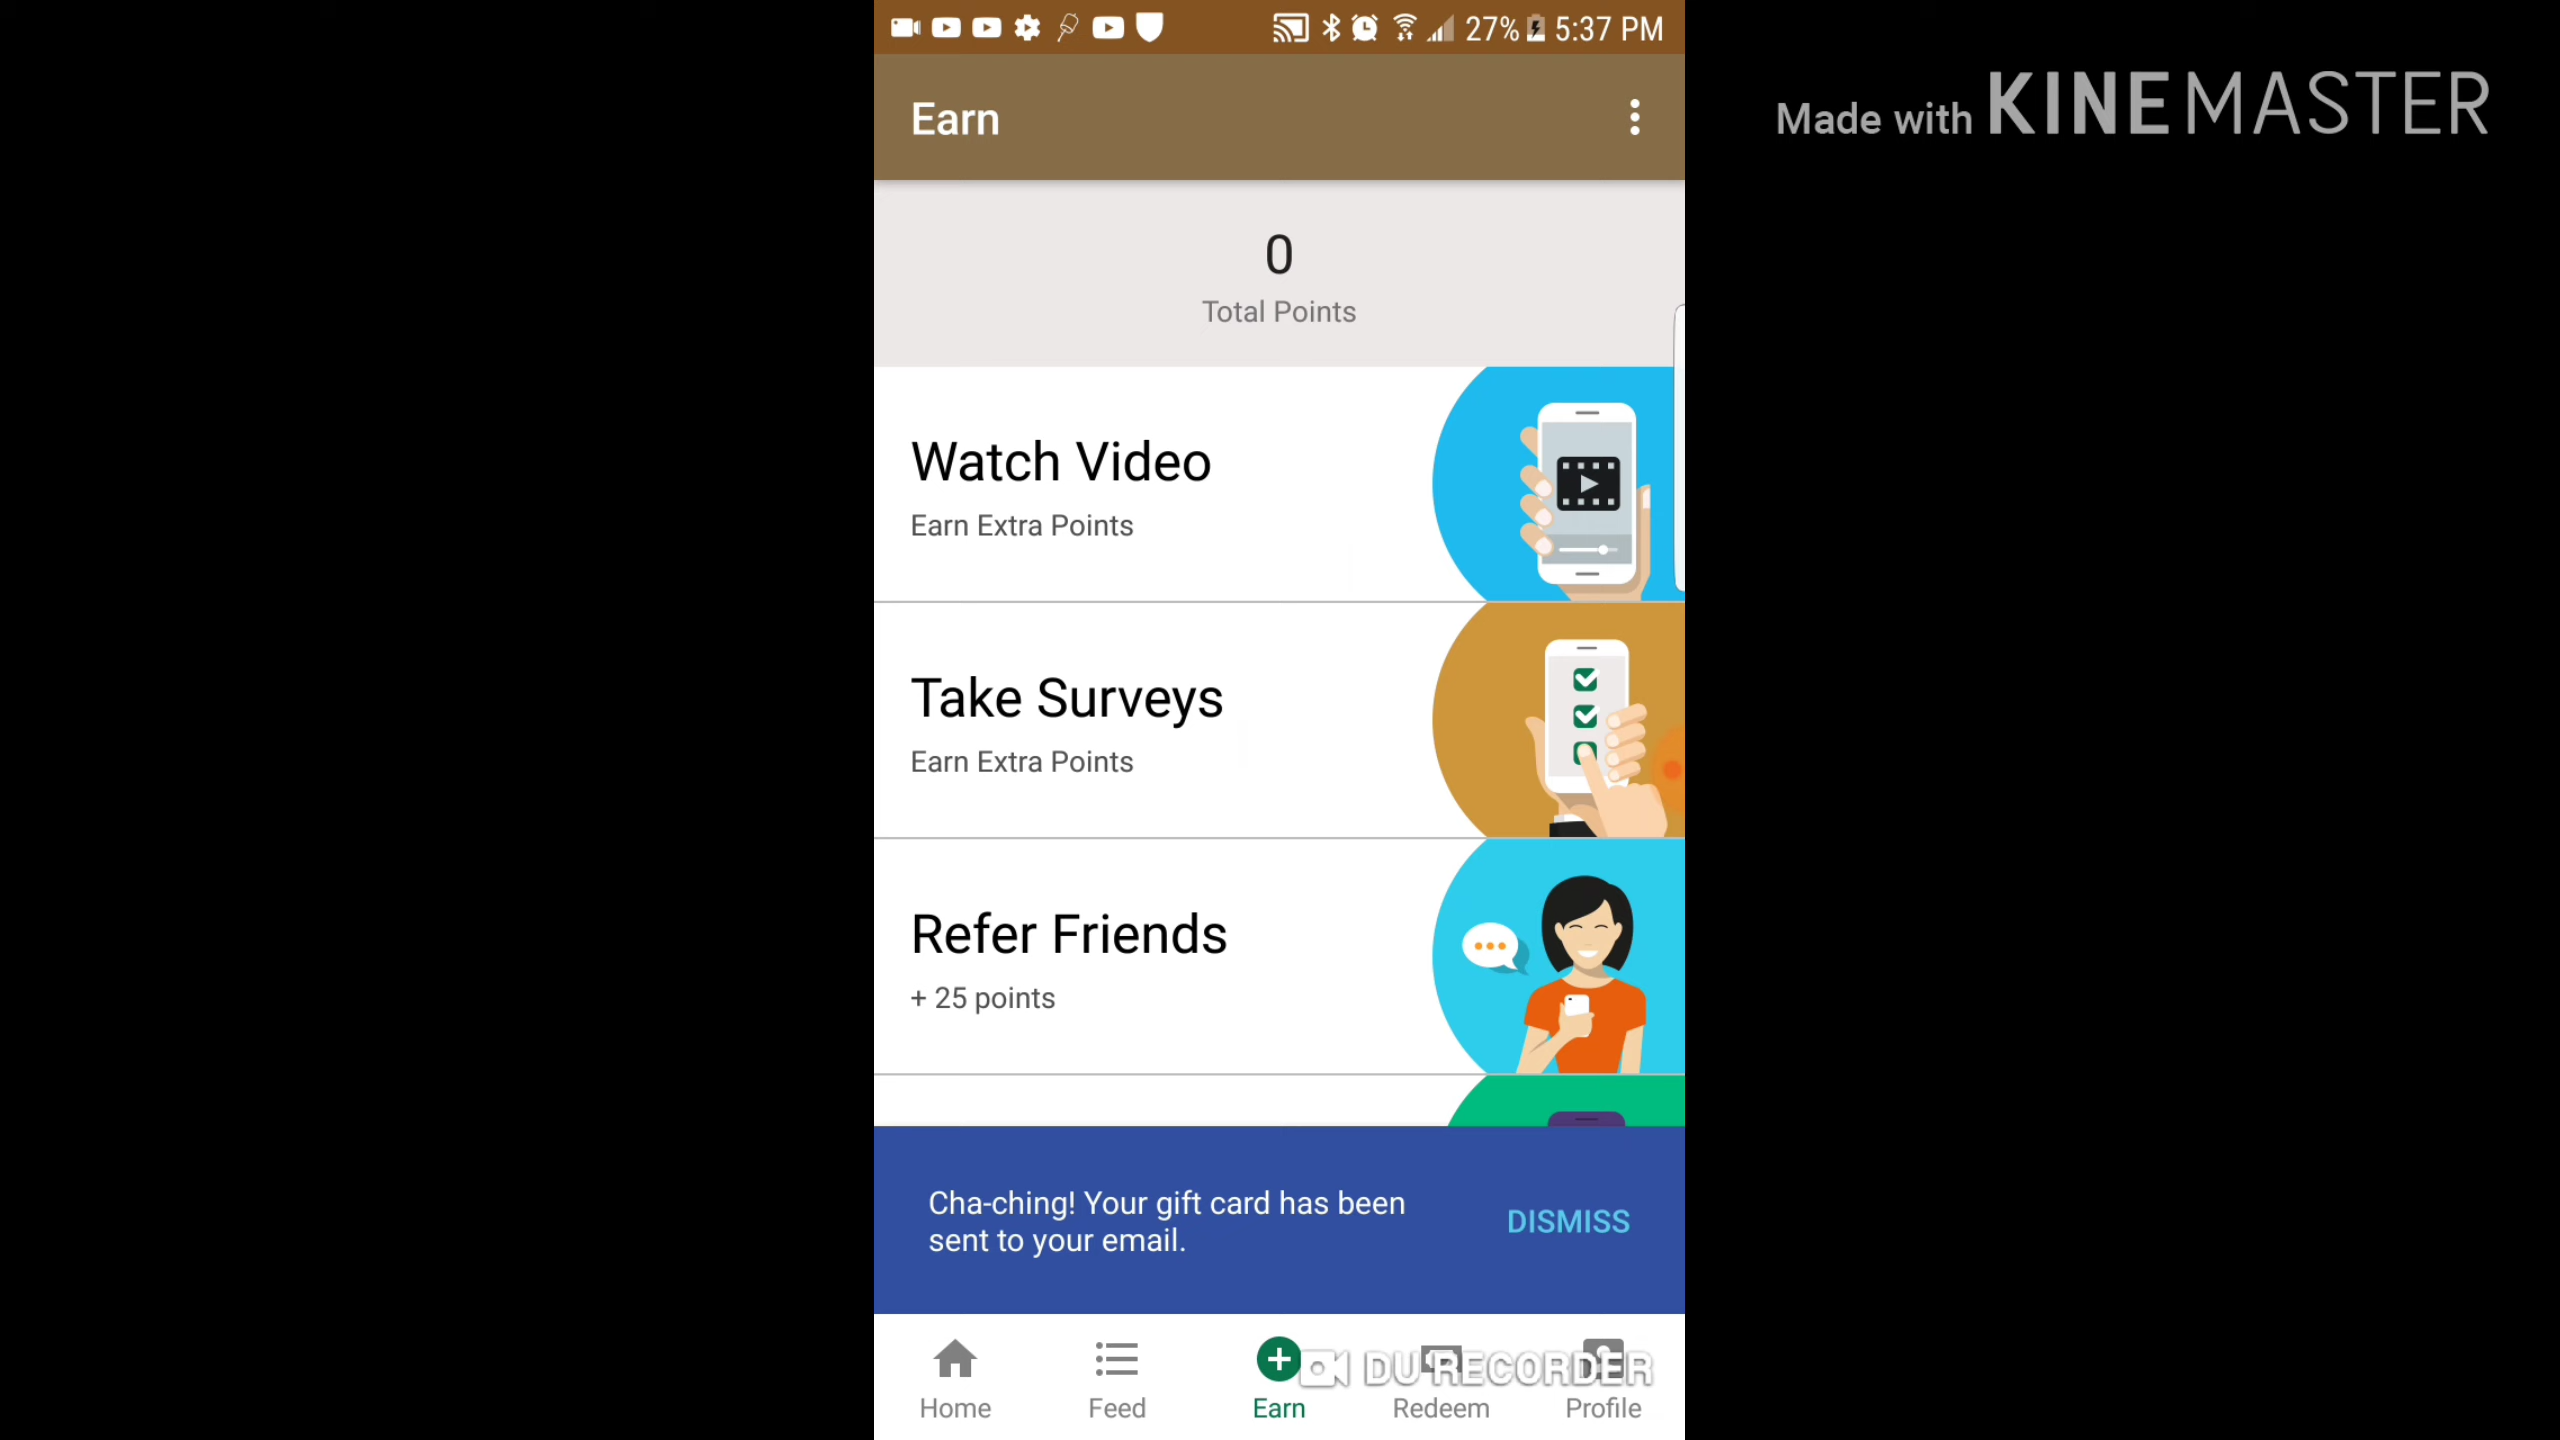 27% 5:37 PM
Made with KINEMASTER
Earn
0
Total Points
Watch Video
Earn Extra Points
Take Surveys
Earn Extra Points
Refer Friends
+ 25 points
Cha-ching! Your gift card has been
sent to your email.
DISMISS
DU RECORDER
Home Feed Earn Redeem Profile